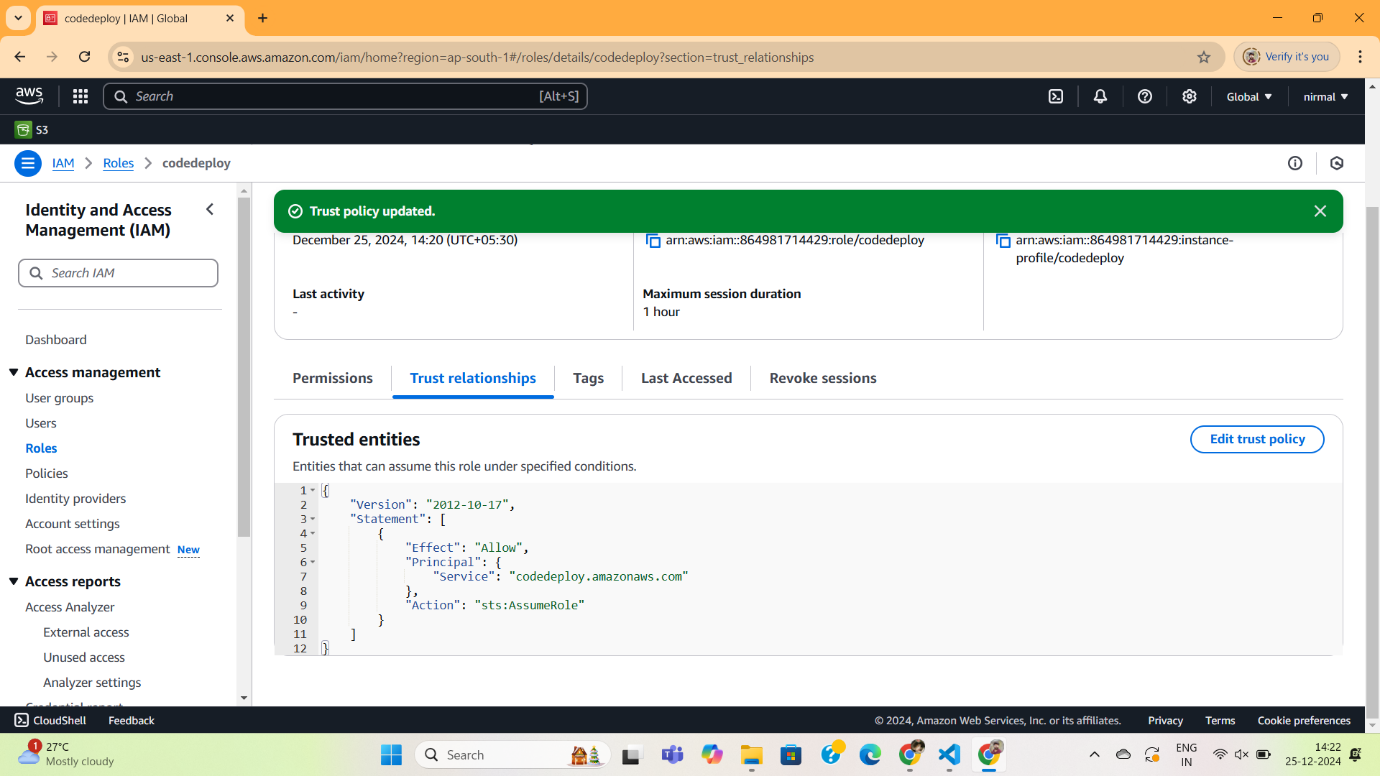 codedeploy | IAM | Global
us-east-1.console.aws.amazon.com/iam/home?region=ap-south-1#/roles/details/codedeploy?section=trust_relationships
Verify it's you
aws
Search
[Alt+S]
Global
nirmal
S3
IAM
Roles
codedeploy
Identity and Access
Management (IAM)
Search IAM
Dashboard
Access management
User groups
Users
Roles
Policies
Identity providers
Account settings
Root access management New
Access reports
Access Analyzer
External access
Unused access
Analyzer settings
Credential report
Trust policy updated.
December 25, 2024, 14:20 (UTC+05:30)
arn:aws:iam::864981714429:role/codedeploy
arn:aws:iam::864981714429:instance-
profile/codedeploy
Last activity
-
Maximum session duration
1 hour
Permissions
Trust relationships
Tags
Last Accessed
Revoke sessions
Trusted entities
Edit trust policy
Entities that can assume this role under specified conditions.
1 {
2 "Version": "2012-10-17",
3 "Statement": [
4 {
5 "Effect": "Allow",
6 "Principal": {
7 "Service": "codedeploy.amazonaws.com"
8 },
9 "Action": "sts:AssumeRole"
10 }
11 ]
12 }
CloudShell
Feedback
© 2024, Amazon Web Services, Inc. or its affiliates.
Privacy
Terms
Cookie preferences
1
27°C
Mostly cloudy
Search
ENG
IN
14:22
25-12-2024